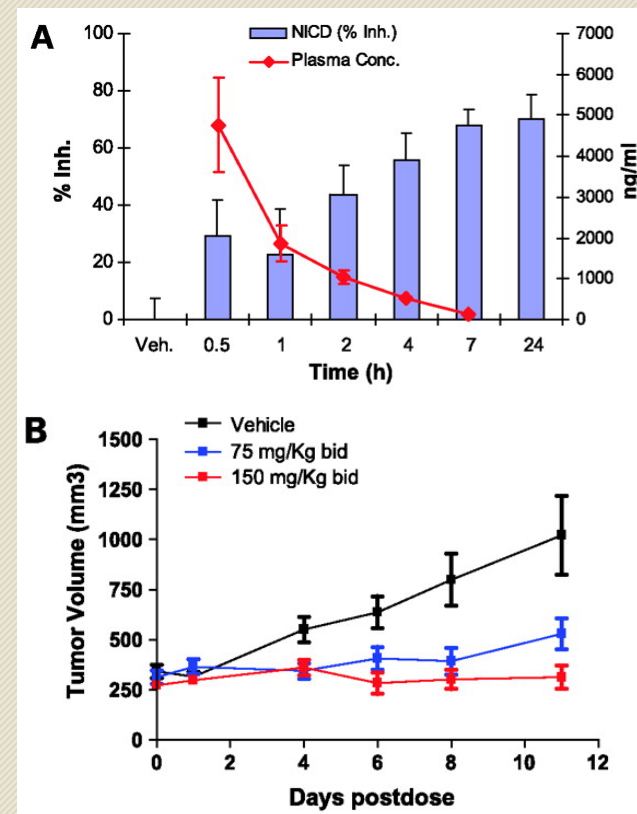 A
NICD (% Inh.)
Plasma Conc.
% Inh.
100
80
60
40
20
0
7000
6000
5000
4000
3000
2000
1000
0
ng/ml
Veh. 0.5 1 2 4 7 24
Time (h)
B
Vehicle
75 mg/Kg bid
150 mg/Kg bid
Tumor Volume (mm3)
1500
1250
1000
750
500
250
0
0 2 4 6 8 10 12
Days postdose